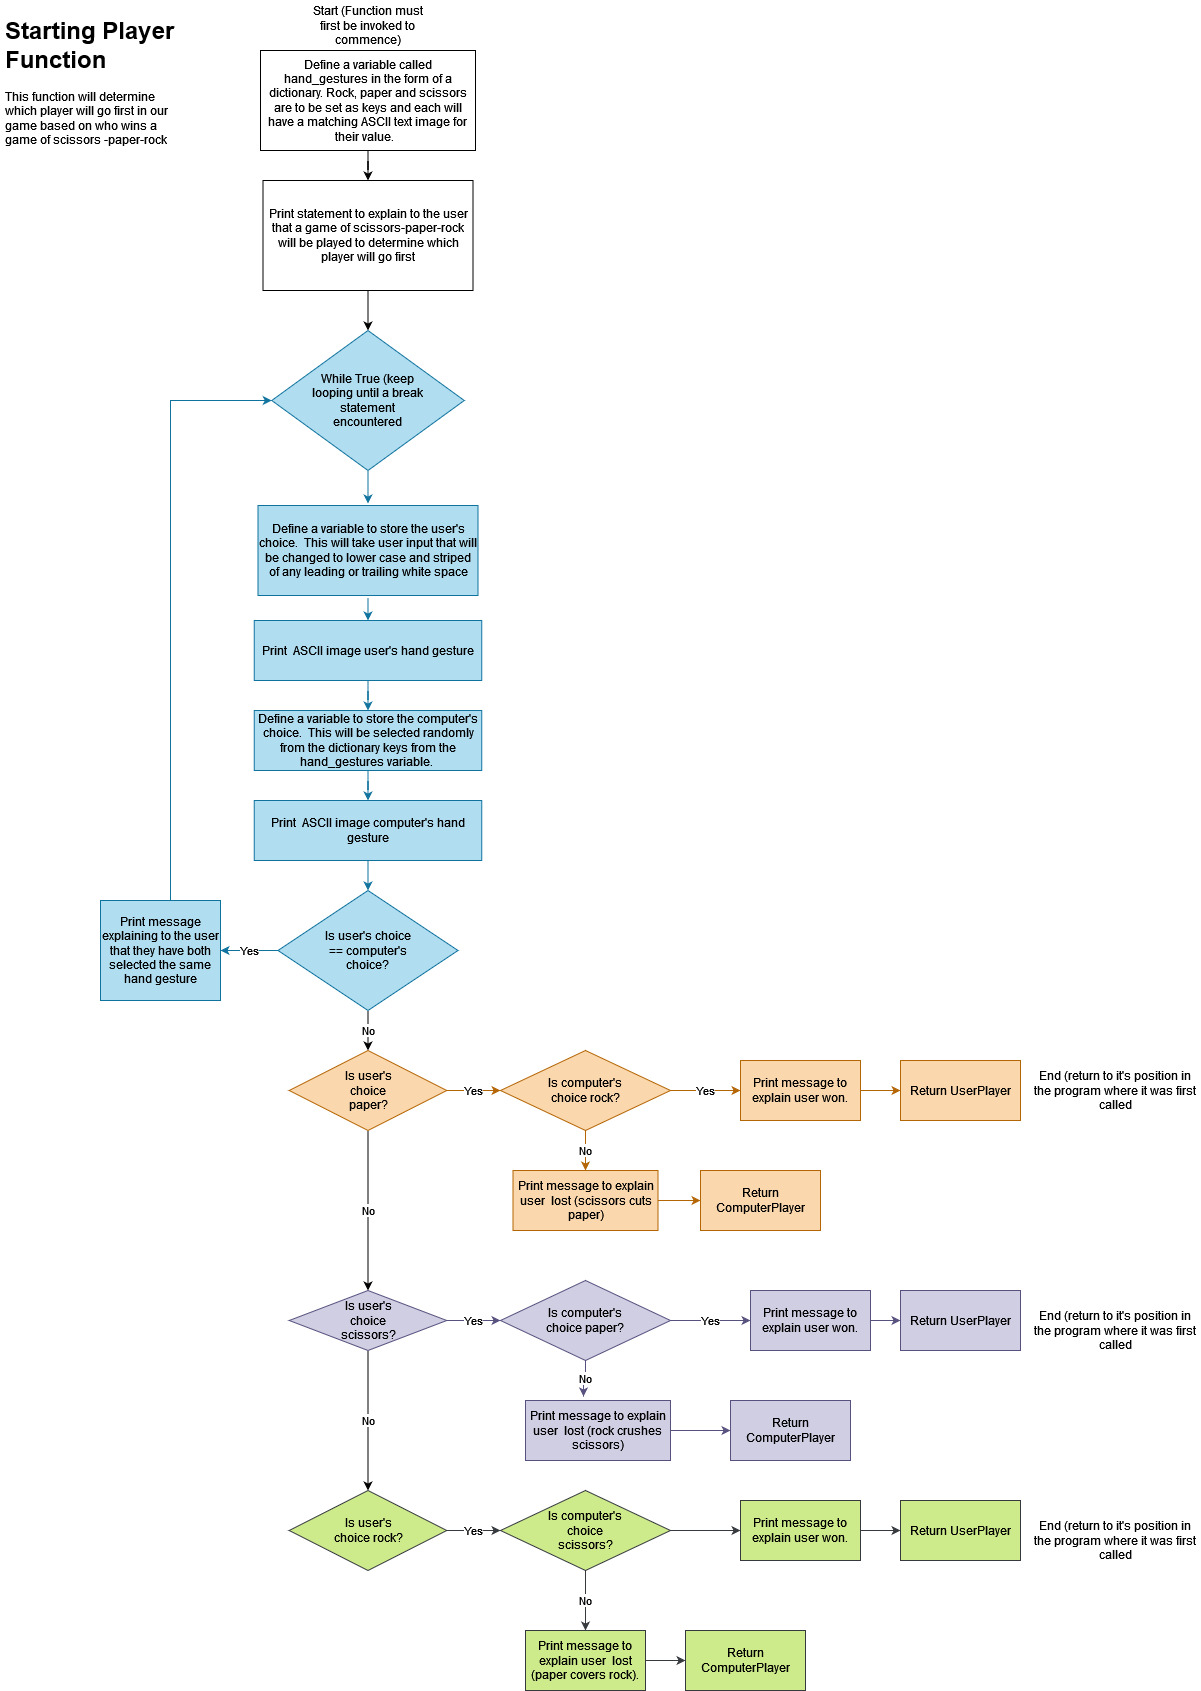 Starting Player
Function
This function will determine
which player will go first in our
game based on who wins a
game of scissors -paper-rock
Start (Function must
first be invoked to
commence)
Define a variable called
hand_gestures in the form of a
dictionary. Rock, paper and scissors
are to be set as keys and each will
have a matching ASCII text image for
their value.
Print statement to explain to the user
that a game of scissors-paper-rock
will be played to determine which
player will go first
While True (keep
looping until a break
statement
encountered
Define a variable to store the user's
choice.  This will take user input that will
be changed to lower case and striped
of any leading or trailing white space
Print  ASCII image user's hand gesture
Define a variable to store the computer's
choice.  This will be selected randomly
from the dictionary keys from the
hand_gestures variable.
Print  ASCII image computer's hand
gesture
Print message
explaining to the user
that they have both
selected the same
hand gesture
Yes
Is user's choice
== computer's
choice?
No
Is user's
choice
paper?
Yes
Is computer's
choice rock?
Yes
Print message to
explain user won.
Return UserPlayer
End (return to it's position in
the program where it was first
called
No
Print message to explain
user  lost (scissors cuts
paper)
Return
ComputerPlayer
No
Is user's
choice
scissors?
Yes
Is computer's
choice paper?
Yes
Print message to
explain user won.
Return UserPlayer
End (return to it's position in
the program where it was first
called
No
Print message to explain
user  lost (rock crushes
scissors)
Return
ComputerPlayer
No
Is user's
choice rock?
Yes
Is computer's
choice
scissors?
Print message to
explain user won.
Return UserPlayer
End (return to it's position in
the program where it was first
called
No
Print message to
explain user  lost
(paper covers rock).
Return
ComputerPlayer